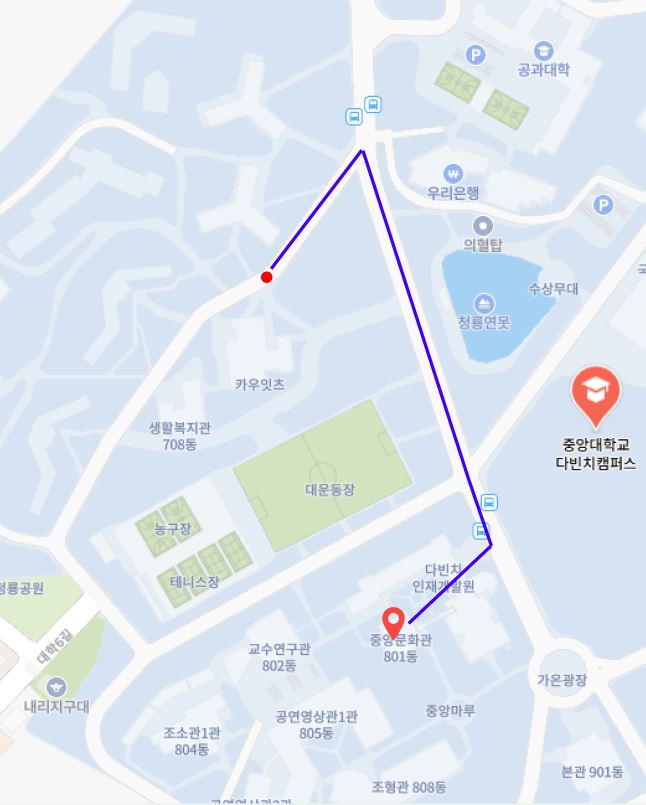 P
공과대학
우리은행
P
의혈탑
수상무대
청룡연못
카우잇츠
생활복지관
708동
중앙대학교
다빈치캠퍼스
대운동장
농구장
테니스장
다빈치
인재개발원
청룡공원
중앙문화관
801동
대학6길
교수연구관
802동
가온광장
내리지구대
공연영상관1관
805동
중앙마루
조소관1관
804동
본관 901동
조형관 808동